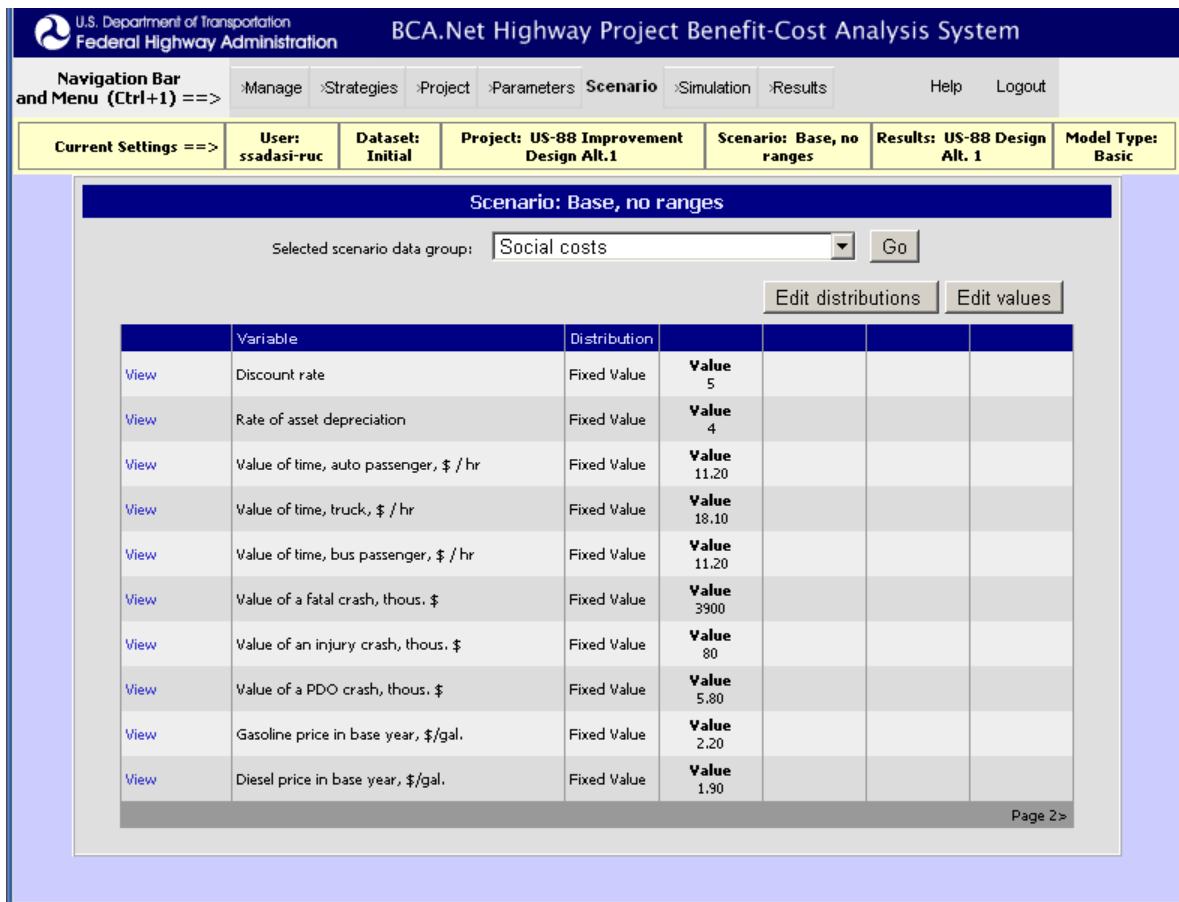 U.S. Department of Transportation
Federal Highway Administration
BCA.Net Highway Project Benefit-Cost Analysis System
Navigation Bar
and Menu (Ctrl+1) ==>
>Manage >Strategies >Project >Parameters Scenario >Simulation >Results Help Logout
Current Settings ==>
User:
ssadasi-ruc
Dataset:
Initial
Project: US-88 Improvement
Design Alt.1
Scenario: Base, no
ranges
Results: US-88 Design
Alt. 1
Model Type:
Basic
Scenario: Base, no ranges
Selected scenario data group: Social costs Go
Edit distributions Edit values
Variable Distribution
View Discount rate Fixed Value Value
5
View Rate of asset depreciation Fixed Value Value
4
View Value of time, auto passenger, $ / hr Fixed Value Value
11.20
View Value of time, truck, $ / hr Fixed Value Value
18.10
View Value of time, bus passenger, $ / hr Fixed Value Value
11.20
View Value of a fatal crash, thous. $ Fixed Value Value
3900
View Value of an injury crash, thous. $ Fixed Value Value
80
View Value of a PDO crash, thous. $ Fixed Value Value
5.80
View Gasoline price in base year, $/gal. Fixed Value Value
2.20
View Diesel price in base year, $/gal. Fixed Value Value
1.90
Page 2>